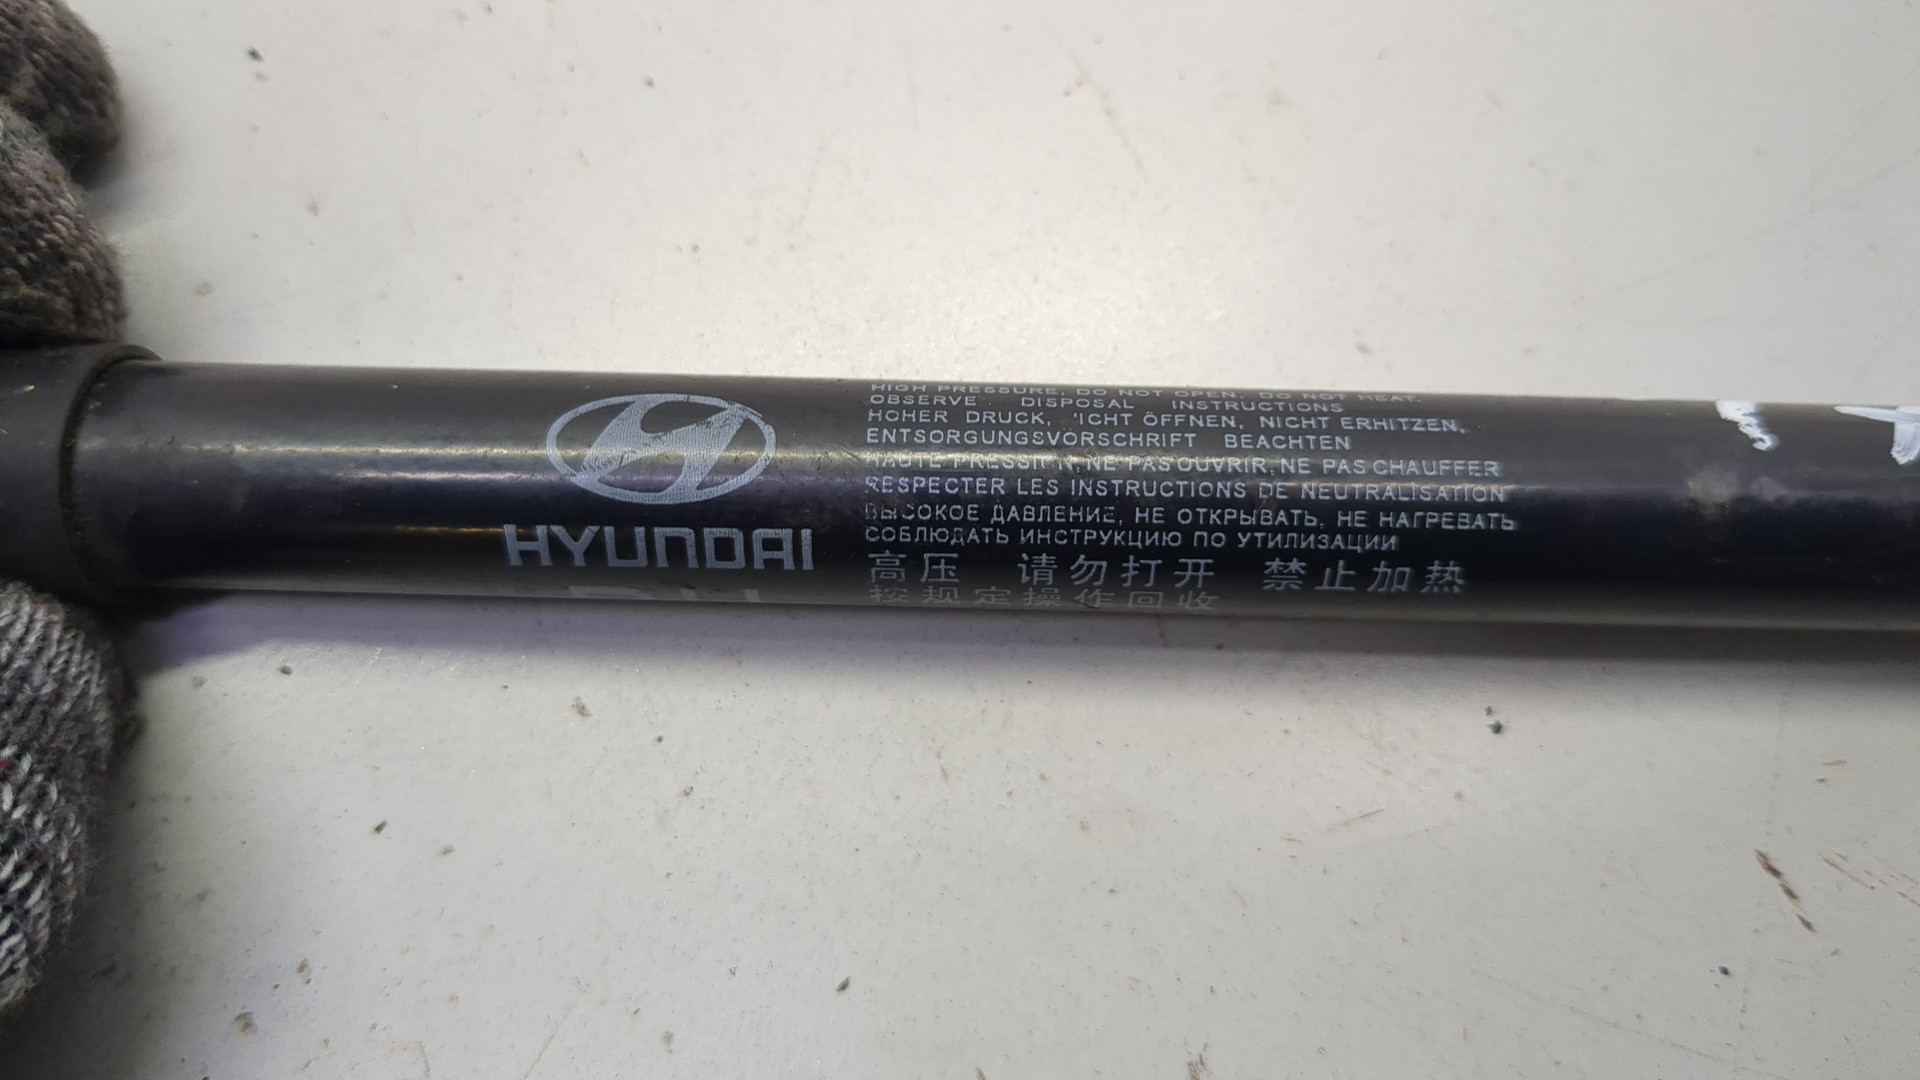 HYUNDAI
HIGH PRESSURE, DO NOT OPEN, DO NOT HEAT.
OBSERVE DISPOSAL INSTRUCTIONS
HOHER DRUCK, 'ICHT ÖFFNEN, NICHT ERHITZEN,
ENTSORGUNGSVORSCHRIFT BEACHTEN
HAUTE PRESSION, NE PAS OUVRIR, NE PAS CHAUFFER
RESPECTER LES INSTRUCTIONS DE NEUTRALISATION
ВЫСОКОЕ ДАВЛЕНИЕ, НЕ ОТКРЫВАТЬ, НЕ НАГРЕВАТЬ
СОБЛЮДАТЬ ИНСТРУКЦИЮ ПО УТИЛИЗАЦИИ
高压 请勿打开 禁止加热
按规定操作回收